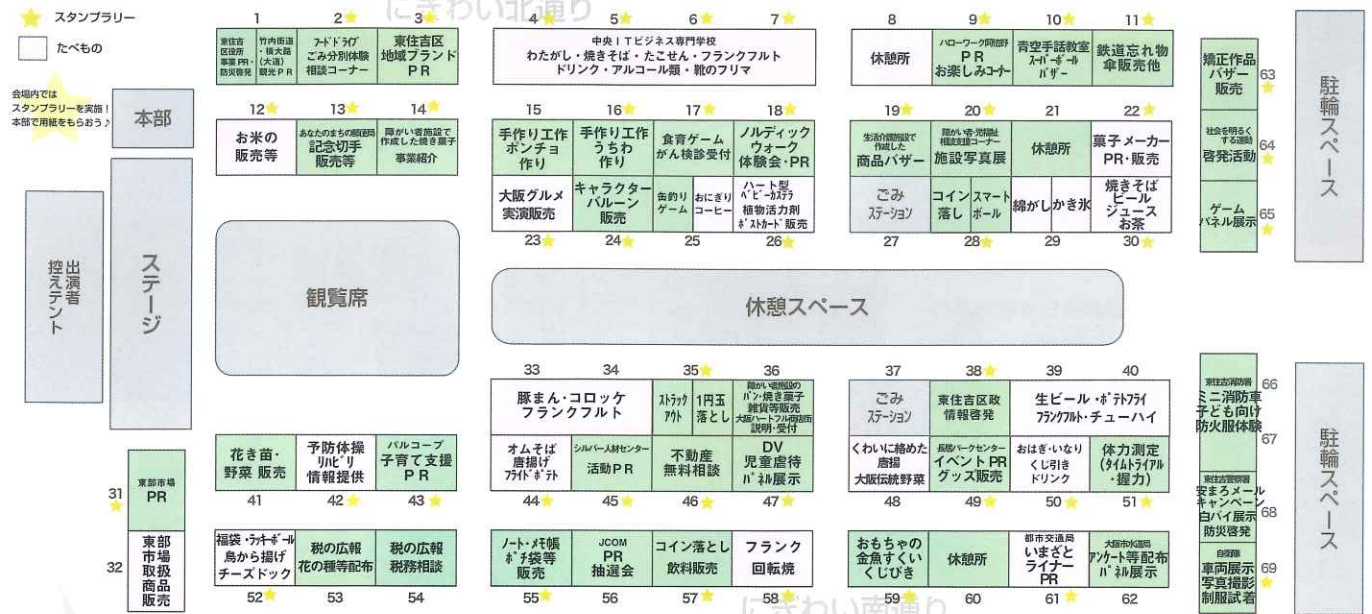 にぎわい北通り
スタンプラリー
たべもの
会場内では
スタンプラリーを実施！
本部で用紙をもらおう♪
本部
ステージ
出演者
控えテント
観覧席
休憩スペース
駐輪スペース
駐輪スペース
1
2
3
4
5
6
7
8
9
10
11
東住吉
区役所
事業PR・
防災啓発
竹内街道
・横大路
(大道)
観光PR
フードドライブ
ごみ分別体験
相談コーナー
東住吉区
地域ブランド
PR
中央ITビジネス専門学校
わたがし・焼きそば・たこせん・フランクフルト
ドリンク・アルコール類・靴のフリマ
休憩所
ハローワーク阿倍野
PR
お楽しみコーナー
青空手話教室
スーパーボール
バザー
鉄道忘れ物
傘販売他
12
13
14
15
16
17
18
19
20
21
22
お米の
販売等
あなたのまちの郵便局
記念切手
販売等
障がい者施設で
作成した焼き菓子
事業紹介
手作り工作
ポンチョ
作り
手作り工作
うちわ
作り
食育ゲーム
がん検診受付
ノルディック
ウォーク
体験会・PR
生活介護施設で
作成した
商品バザー
障がい者・児福祉
相談支援コーナー
施設写真展
休憩所
菓子メーカー
PR・販売
大阪グルメ
実演販売
キャラクター
バルーン
販売
缶釣り
ゲーム
おにぎり
コーヒー
ハート型
ベビーカステラ
植物活力剤
ポストカード販売
ごみ
ステーション
コイン
落し
スマート
ボール
綿がし
かき氷
焼きそば
ビール
ジュース
お茶
23
24
25
26
27
28
29
30
矯正作品
バザー
販売
63
社会を明るく
する運動
啓発活動
64
ゲーム
パネル展示
65
33
34
35
36
37
38
39
40
豚まん・コロッケ
フランクフルト
ストラック
アウト
1円玉
落とし
障がい者施設の
パン・焼き菓子
雑貨等販売
大阪ハートフル商店街
説明・受付
ごみ
ステーション
東住吉区政
情報啓発
生ビール・ポテトフライ
フランクフルト・チューハイ
花き苗・
野菜 販売
予防体操
リハビリ
情報提供
パルコープ
子育て支援
PR
オムそば
唐揚げ
フライドポテト
シルバー人材センター
活動PR
不動産
無料相談
DV
児童虐待
パネル展示
くわいに絡めた
唐揚
大阪伝統野菜
長居パークセンター
イベントPR
グッズ販売
おはぎ・いなり
くじ引き
ドリンク
体力測定
(タイムトライアル
・握力)
41
42
43
44
45
46
47
48
49
50
51
31
東部市場
PR
32
東部
市場
取扱
商品
販売
福袋・ラッキーボール
鳥から揚げ
チーズドック
税の広報
花の種等配布
税の広報
税務相談
ノート・メモ帳
ポチ袋等
販売
JCOM
PR
抽選会
コイン落とし
飲料販売
フランク
回転焼
おもちゃの
金魚すくい
くじびき
休憩所
都市交通局
いまざと
ライナー
PR
大阪市水道局
アンケート等配布
パネル展示
52
53
54
55
56
57
58
59
60
61
62
東住吉消防署
ミニ消防車
子ども向け
防火服体験
66
67
東住吉警察署
安まちメール
キャンペーン
白バイ展示
防災啓発
68
自衛隊
車両展示
写真撮影
制服試着
69
にぎわい南通り